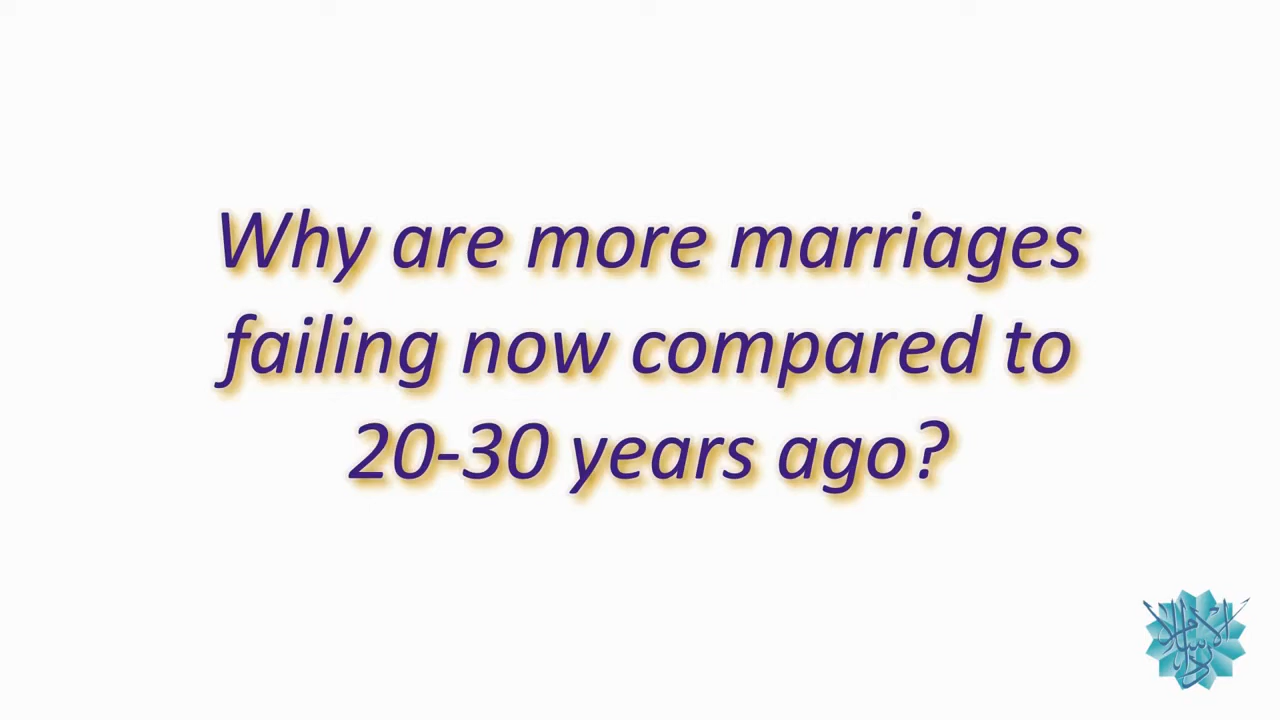 Why are more marriages
failing now compared to
20-30 years ago?